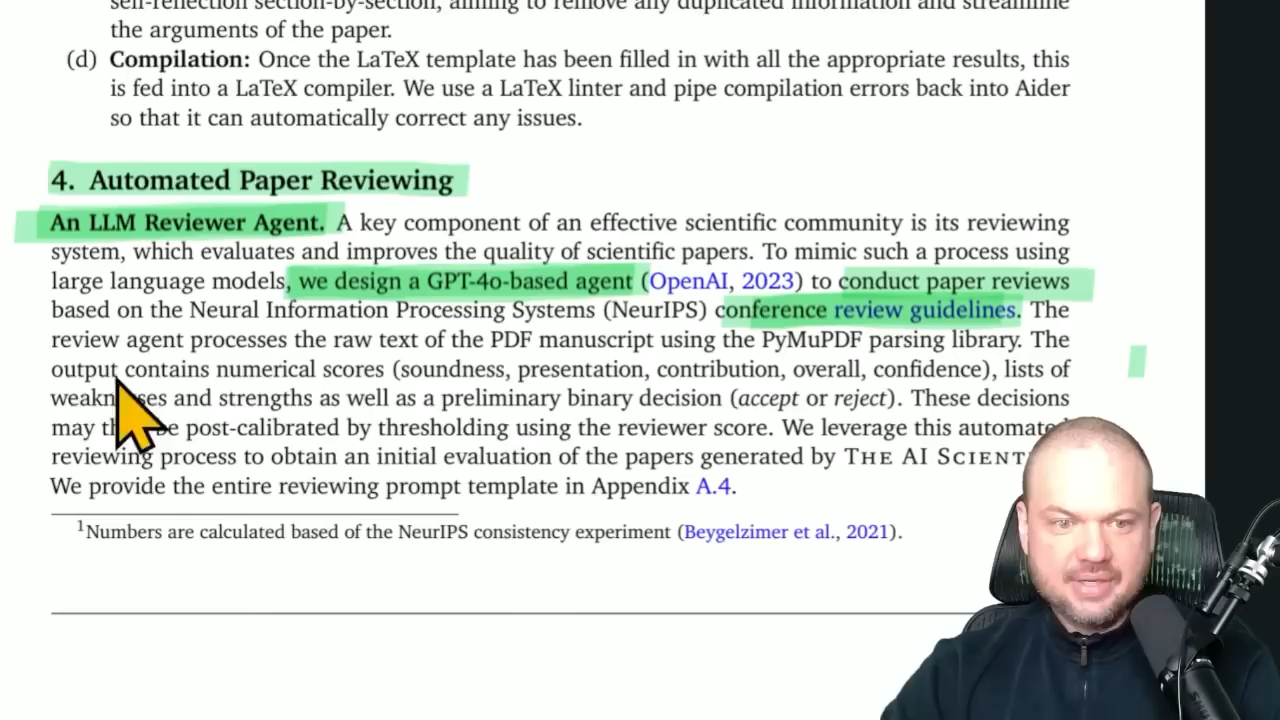 self-reflection section-by-section, aiming to remove any duplicated information and streamline
the arguments of the paper.
(d) Compilation: Once the LaTeX template has been filled in with all the appropriate results, this
is fed into a LaTeX compiler. We use a LaTeX linter and pipe compilation errors back into Aider
so that it can automatically correct any issues.
4. Automated Paper Reviewing
An LLM Reviewer Agent. A key component of an effective scientific community is its reviewing
system, which evaluates and improves the quality of scientific papers. To mimic such a process using
large language models, we design a GPT-4o-based agent (OpenAI, 2023) to conduct paper reviews
based on the Neural Information Processing Systems (NeurIPS) conference review guidelines. The
review agent processes the raw text of the PDF manuscript using the PyMuPDF parsing library. The
output contains numerical scores (soundness, presentation, contribution, overall, confidence), lists of
weaknesses and strengths as well as a preliminary binary decision (accept or reject). These decisions
may be post-calibrated by thresholding using the reviewer score. We leverage this automated
reviewing process to obtain an initial evaluation of the papers generated by THE AI SCIENT
We provide the entire reviewing prompt template in Appendix A.4.
1Numbers are calculated based of the NeurIPS consistency experiment (Beygelzimer et al., 2021).